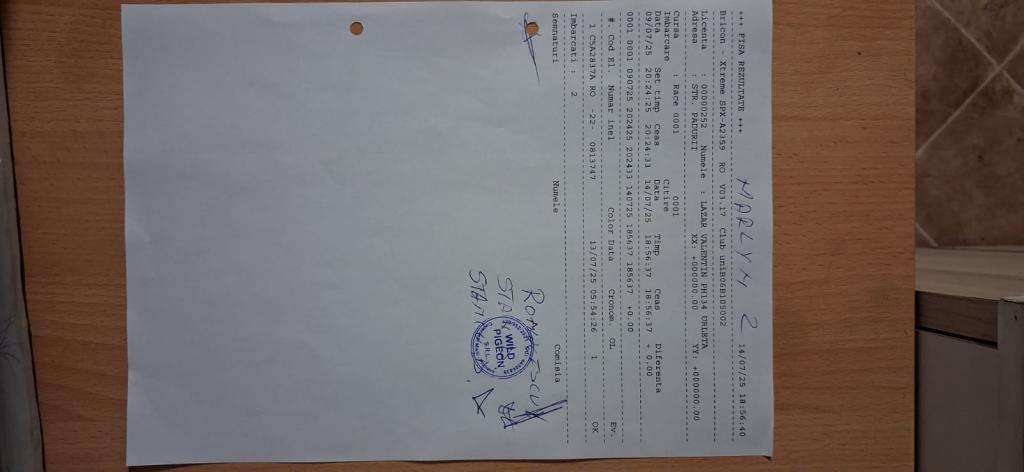 MARLYN 2
+++ FISA REZULTATE +++ 14/07/25 18:56:40
Bricon - Xtreme SPX-A2359 RO V03.17 Club uniB06B105002
Licenta : 00000252 Numele : LAZAR VALENTIN PH134 URLETA
Adresa : STR. PADURII XX: +000000.00 YY: +000000.00
Cursa : Race 0001 0001
Imbarcare Citire
Data Set timp Ceas Data Timp Ceas Diferenta
09/07/25 20:24:25 20:24:33 14/07/25 18:56:37 18:56:37 + 0.00
0001 0001 090725 202425 202433 140725 185637 185637 +0.00
#. Cod El. Numar inel Color Data Cronom. OL Ev.
1 C5A2837A RO -22- 0813747 13/07/25 05:54:26 1 OK
Imbarcati : 2
Semnaturi Numele Comisia
WILD
PIGEON
S.R.L.